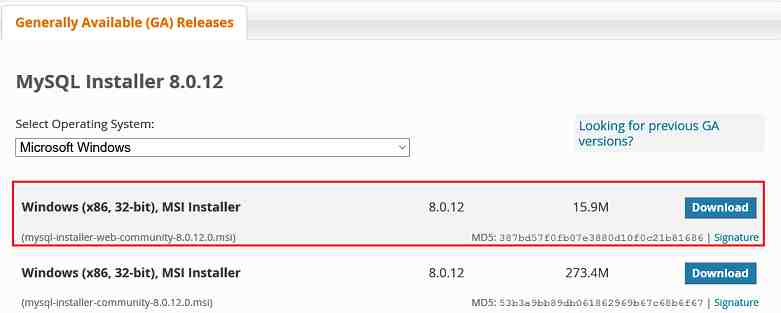 Generally Available (GA) Releases
MySQL Installer 8.0.12
Select Operating System:
Looking for previous GA
versions?
Microsoft Windows
Windows (x86, 32-bit), MSI Installer 8.0.12 15.9M Download
(mysql-installer-web-community-8.0.12.0.msi) MD5: 387bd57f0fb07e3880d10f0c21b81686 | Signature
Windows (x86, 32-bit), MSI Installer 8.0.12 273.4M Download
(mysql-installer-community-8.0.12.0.msi) MD5: 53b3a9bb89db061862969b67c68b6f67 | Signature